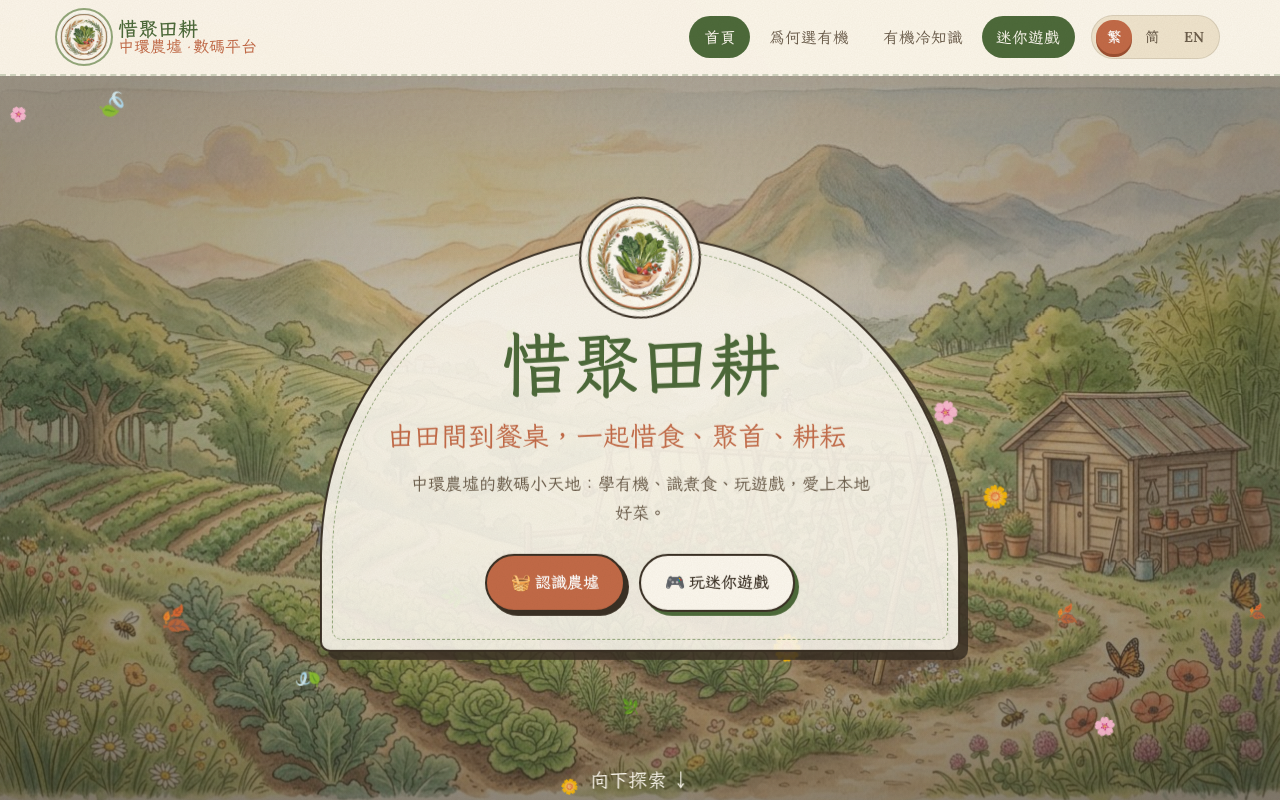 惜聚田耕
中環農墟 · 數碼平台
首頁
爲何選有機
有機冷知識
迷你遊戲
繁
简
EN
惜聚田耕
由田間到餐桌，一起惜食、聚首、耕耘
中環農墟的數碼小天地：學有機、識煮食、玩遊戲，愛上本地
好菜。
認識農墟
玩迷你遊戲
向下探索 ↓